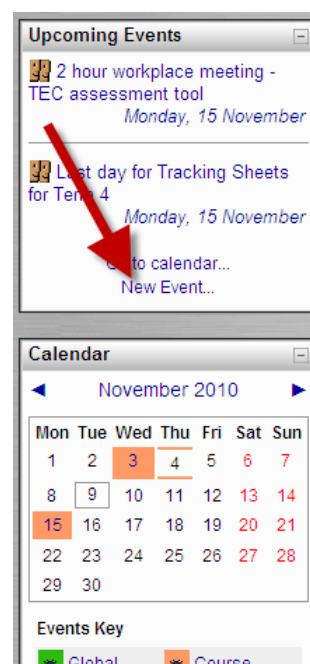 Upcoming Events
2 hour workplace meeting -
TEC assessment tool
Monday, 15 November
Last day for Tracking Sheets
for Term 4
Monday, 15 November
to calendar...
New Event...
Calendar
November 2010
Mon Tue Wed Thu Fri Sat Sun
1 2 3 4 5 6 7
8 9 10 11 12 13 14
15 16 17 18 19 20 21
22 23 24 25 26 27 28
29 30
Events Key
Global Course